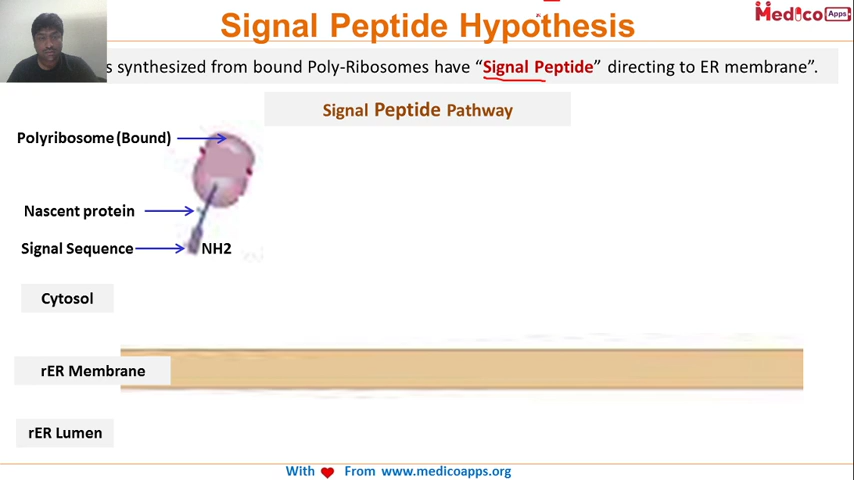 Signal Peptide Hypothesis
Medico Apps
s synthesized from bound Poly-Ribosomes have “Signal Peptide” directing to ER membrane”.
Signal Peptide Pathway
Polyribosome (Bound)
Nascent protein
Signal Sequence
NH2
Cytosol
rER Membrane
rER Lumen
With From www.medicoapps.org